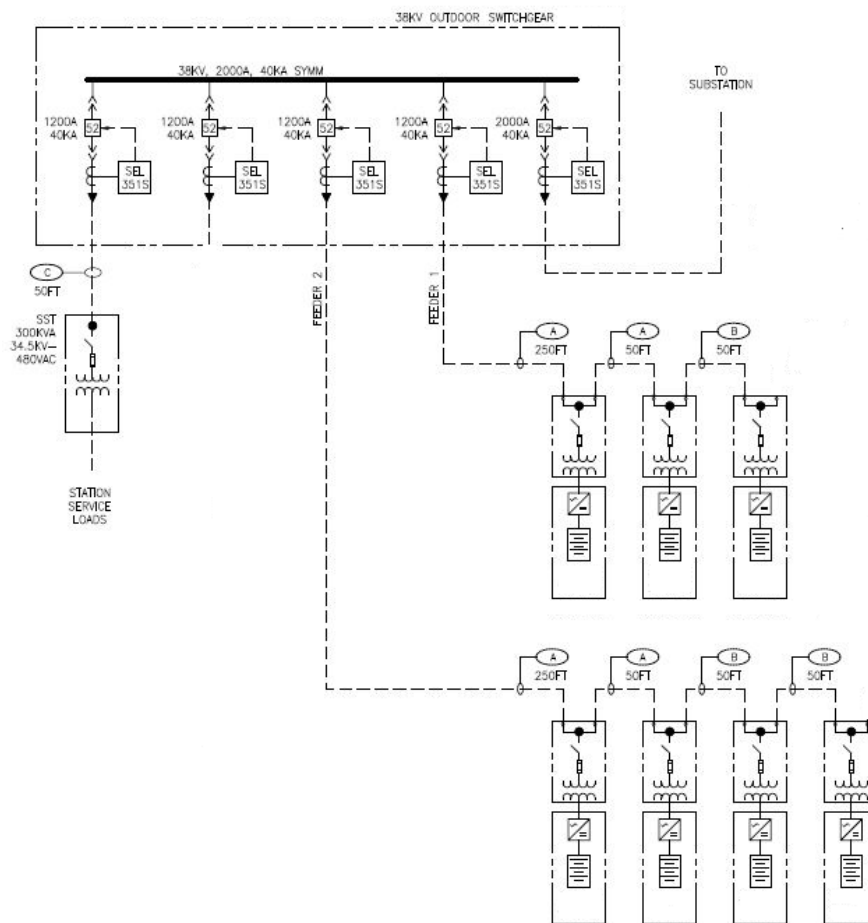 38KV OUTDOOR SWITCHGEAR
38KV, 2000A, 40KA SYMM
TO
SUBSTATION
1200A
40KA
52
1200A
40KA
52
1200A
40KA
52
1200A
40KA
52
2000A
40KA
52
SEL
351S
SEL
351S
SEL
351S
SEL
351S
SEL
351S
C
50FT
FEEDER 2
FEEDER 1
SST
300KVA
34.5KV—
480VAC
A
250FT
A
50FT
B
50FT
STATION
SERVICE
LOADS
A
250FT
A
50FT
B
50FT
B
50FT